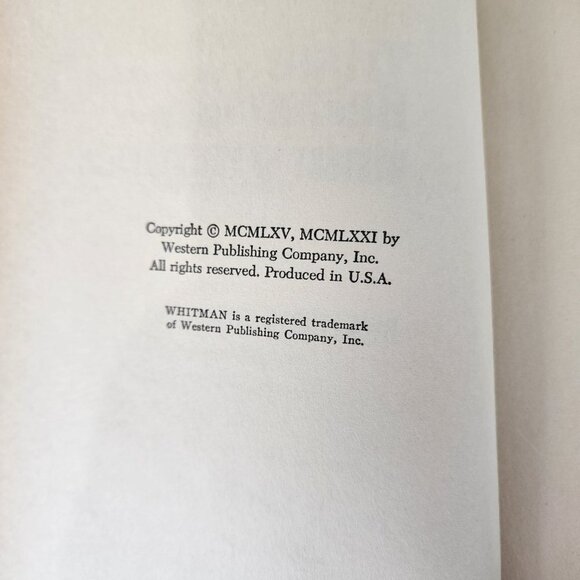 Copyright © MCMLXV, MCMLXXI by
Western Publishing Company, Inc.
All rights reserved. Produced in U.S.A.
WHITMAN is a registered trademark
of Western Publishing Company, Inc.